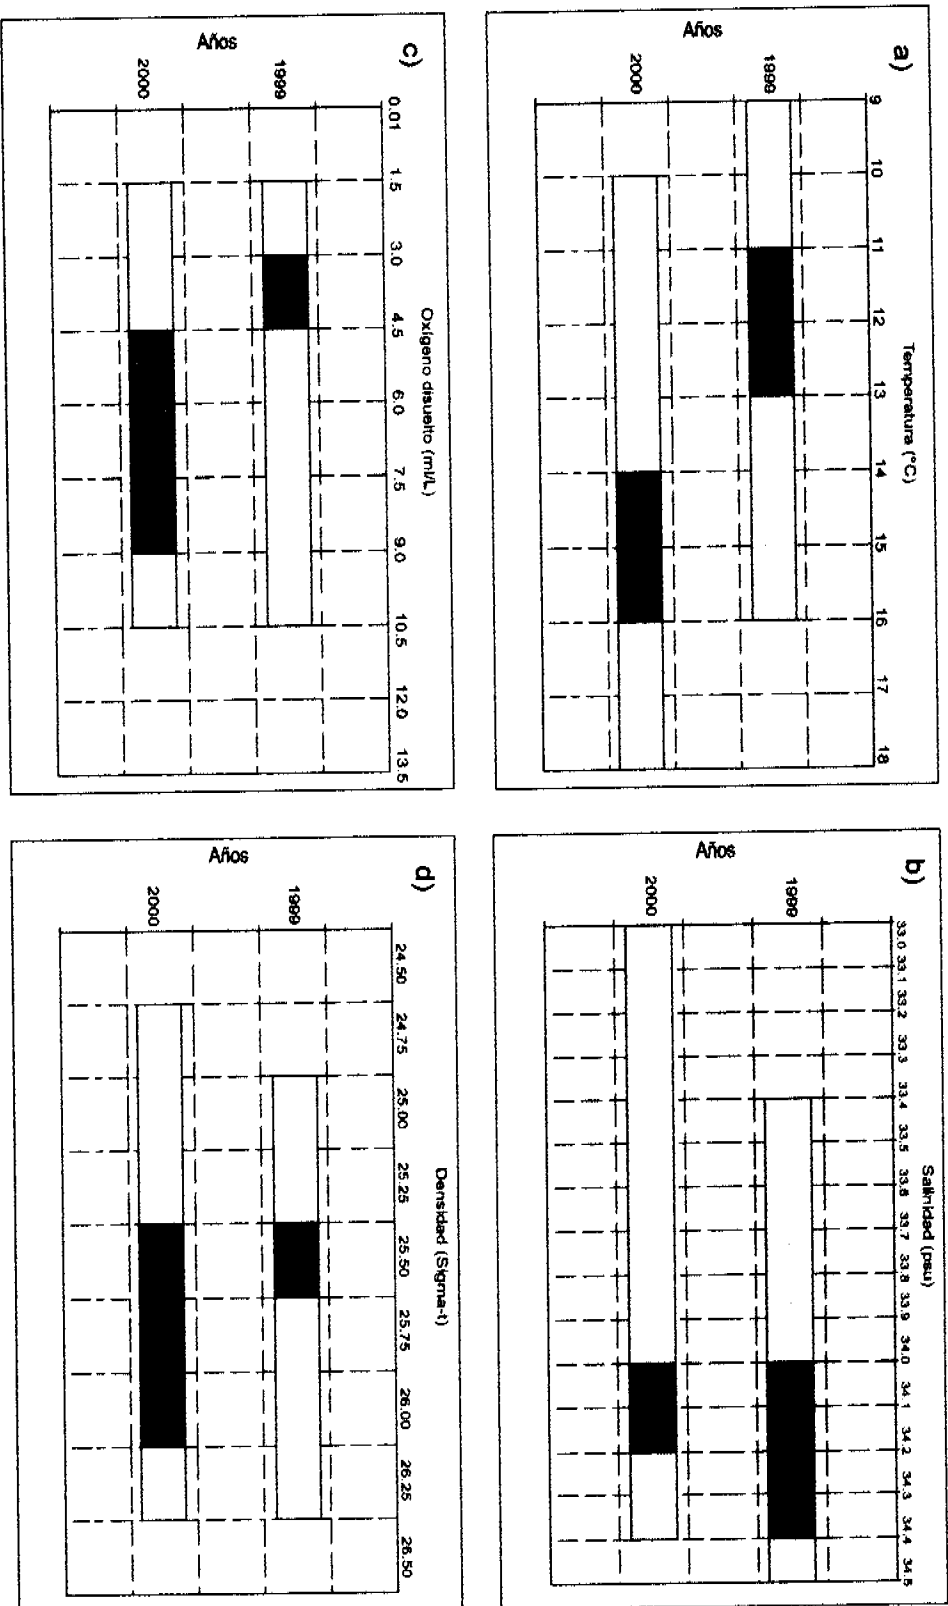 a)
Temperatura (°C)
9 10 11 12 13 14 15 16 17 18
1999
2000
Años
b)
Salinidad (psu)
33.0 33.1 33.2 33.3 33.4 33.5 33.6 33.7 33.8 33.9 34.0 34.1 34.2 34.3 34.4 34.5
1999
2000
Años
c)
Oxígeno disuelto (ml/L)
0.01 1.5 3.0 4.5 6.0 7.5 9.0 10.5 12.0 13.5
1999
2000
Años
d)
Densidad (Sigma-t)
24.50 24.75 25.00 25.25 25.50 25.75 26.00 26.25 26.50
1999
2000
Años